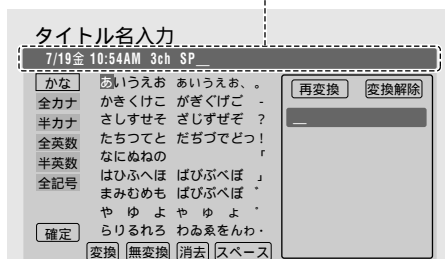 タイトル名入力
7/19金 10:54AM 3ch SP__
かな あいうえお ぁぃぅぇぉ、。 再変換 変換解除
全カナ かきくけこ がぎぐげご -
半カナ さしすせそ ざじずぜぞ ?
全英数 たちつてと だぢづでどっ!
半英数 なにぬねの 「
全記号 はひふへほ ばびぶべぼ 」
まみむめも ぱぴぷぺぽ ゜
や ゆ よ ゃ ゅ ょ ゛
確定 らりるれろ わゐゑをんゎ・
変換 無変換 消去 スペース